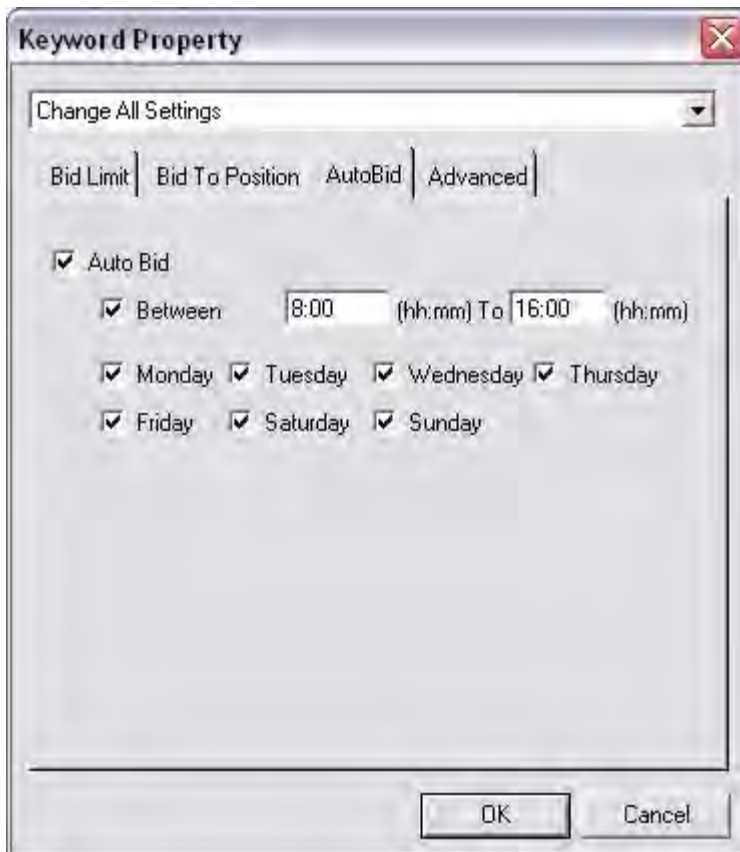 Keyword Property
Change All Settings
Bid Limit Bid To Position AutoBid Advanced
Auto Bid
Between 8:00 (hh:mm) To 16:00 (hh:mm)
Monday Tuesday Wednesday Thursday
Friday Saturday Sunday
OK Cancel